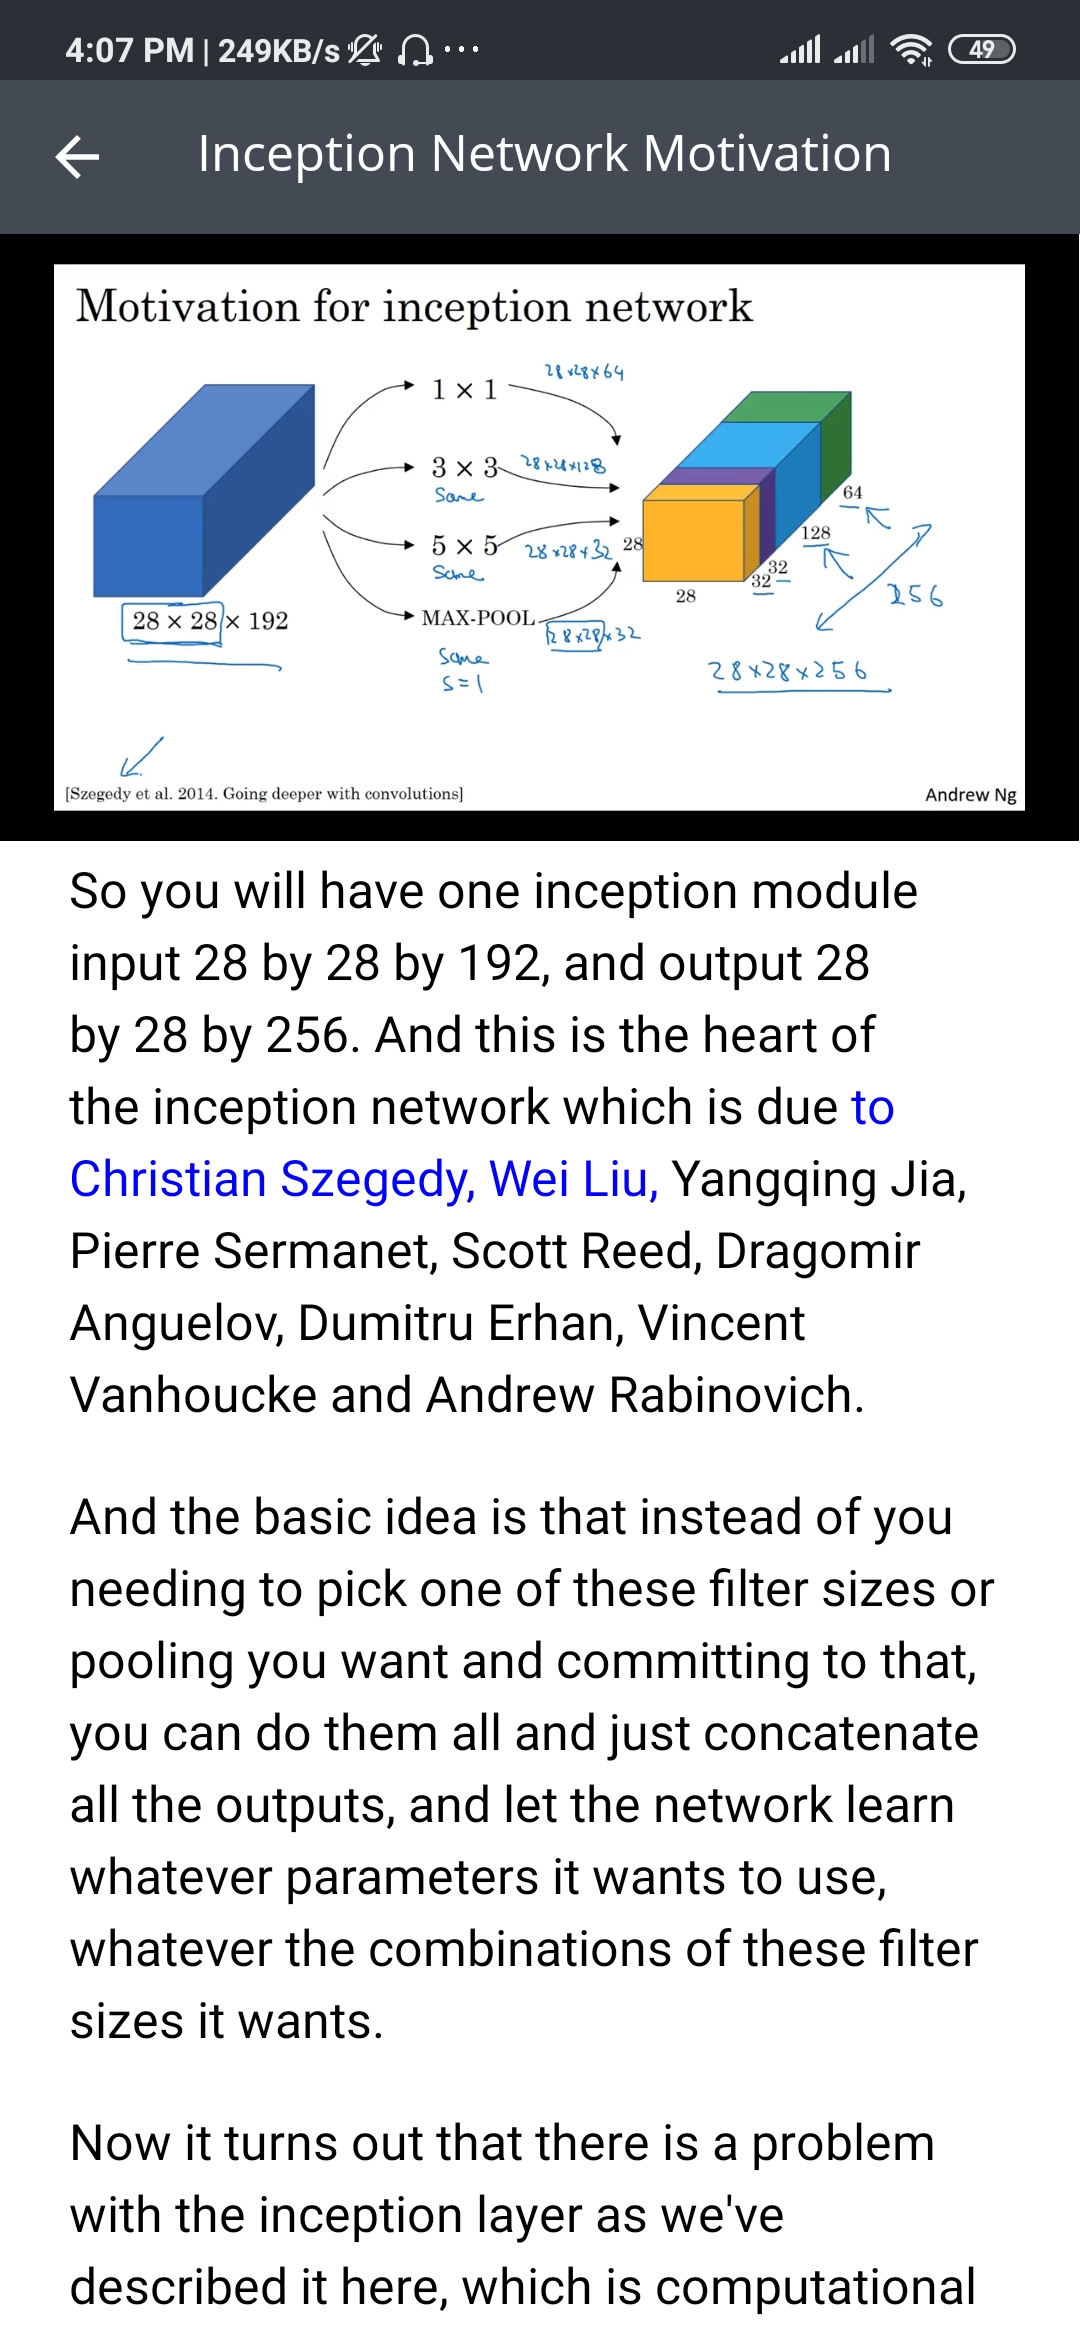 4:07 PM | 249KB/s ...
49
Inception Network Motivation
Motivation for inception network
1 × 1
28×28×64
3 × 3
28×28×128
Same
5 × 5
28×28×32
Same
MAX-POOL
28×28×32
Same
s=1
28 × 28 × 192
28
28
64
128
32
32
256
28×28×256
[Szegedy et al. 2014. Going deeper with convolutions]
Andrew Ng
So you will have one inception module
input 28 by 28 by 192, and output 28
by 28 by 256. And this is the heart of
the inception network which is due to
Christian Szegedy, Wei Liu, Yangqing Jia,
Pierre Sermanet, Scott Reed, Dragomir
Anguelov, Dumitru Erhan, Vincent
Vanhoucke and Andrew Rabinovich.
And the basic idea is that instead of you
needing to pick one of these filter sizes or
pooling you want and committing to that,
you can do them all and just concatenate
all the outputs, and let the network learn
whatever parameters it wants to use,
whatever the combinations of these filter
sizes it wants.
Now it turns out that there is a problem
with the inception layer as we've
described it here, which is computational